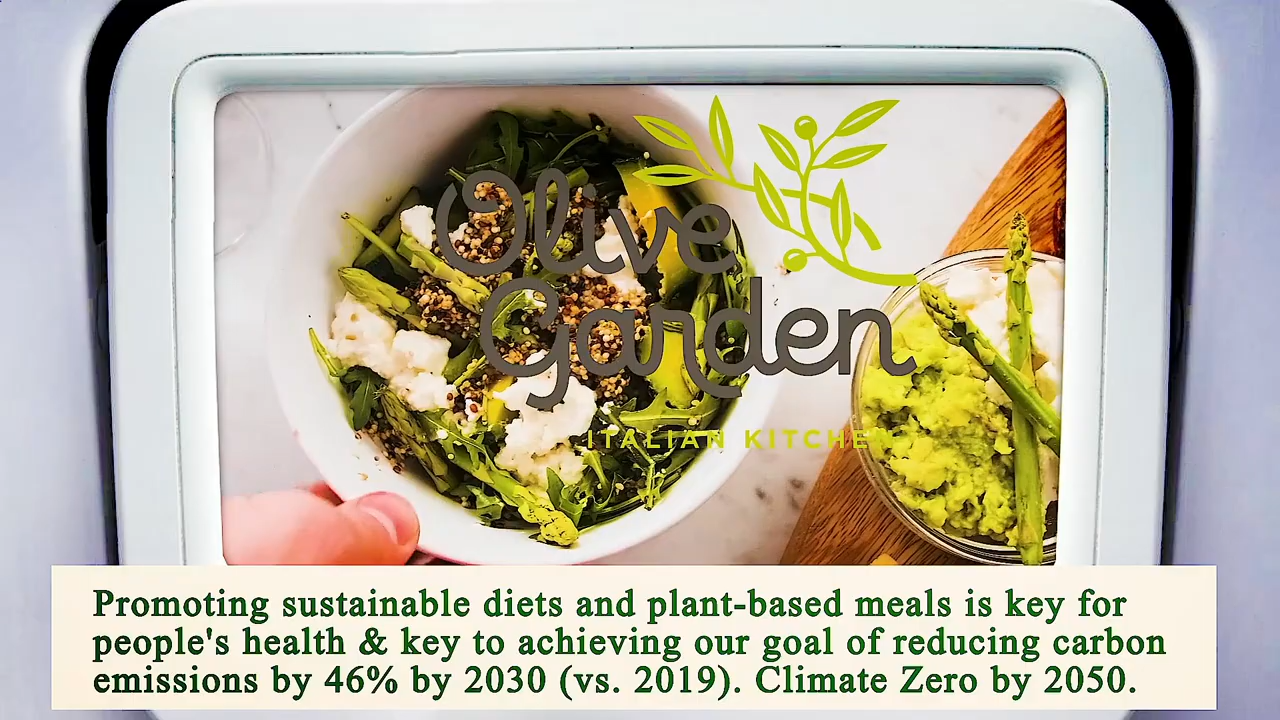 Olive
Garden
ITALIAN KITCHEN
Promoting sustainable diets and plant-based meals is key for
people's health & key to achieving our goal of reducing carbon
emissions by 46% by 2030 (vs. 2019). Climate Zero by 2050.